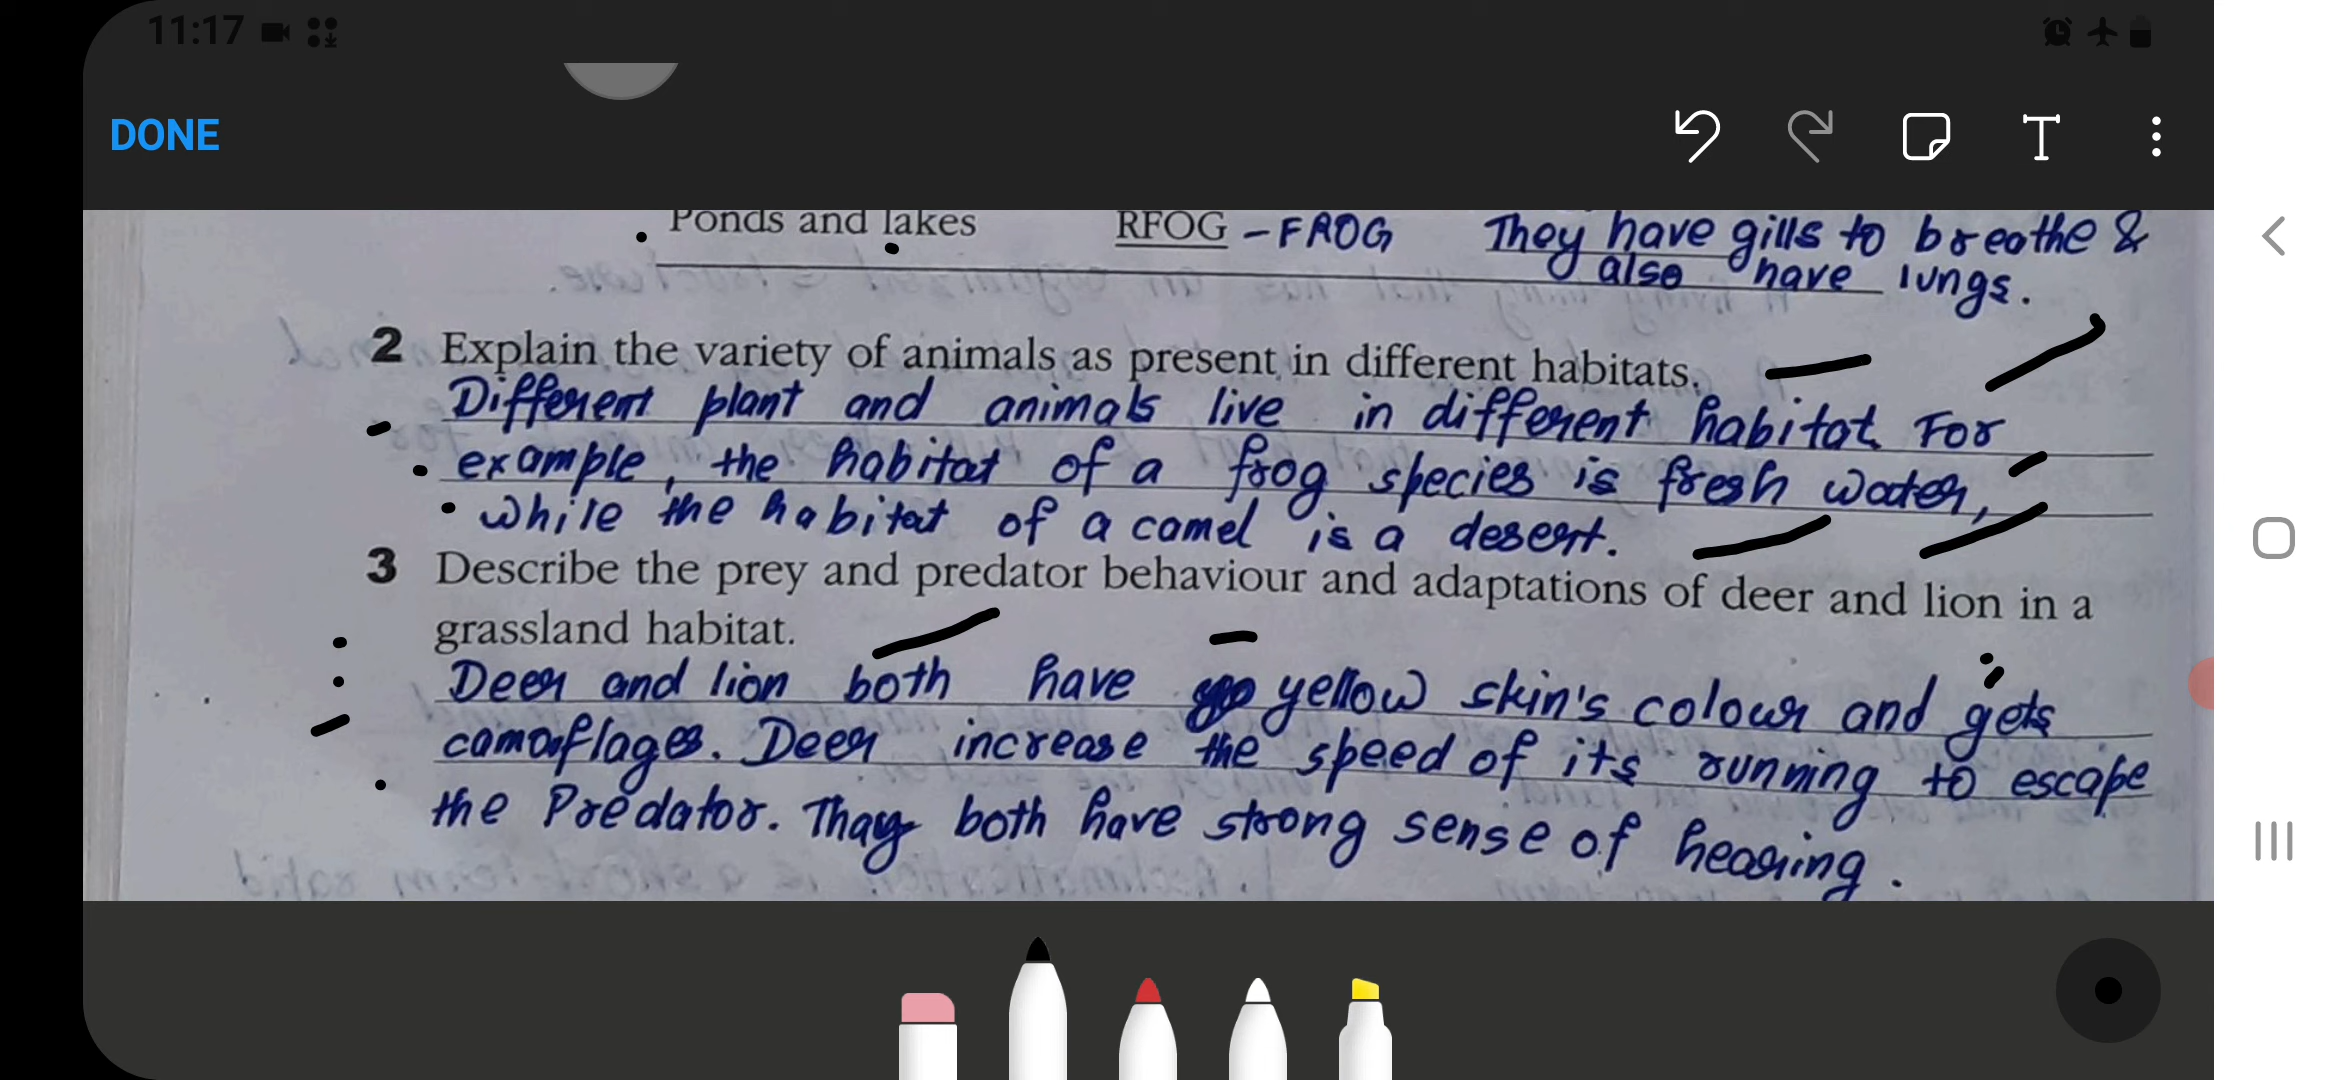 11:17
DONE
T
Ponds and lakes RFOG - FROG They have gills to breathe &
also have lungs.
2 Explain the variety of animals as present in different habitats.
Different plant and animals live in different habitat. For
example, the habitat of a frog species is fresh water,
while the habitat of a camel is a desert.
3 Describe the prey and predator behaviour and adaptations of deer and lion in a
grassland habitat.
Deer and lion both have yellow skin's colour and gets
camouflages. Deer increase the speed of its running to escape
the Predator. Thay both have strong sense of hearing.